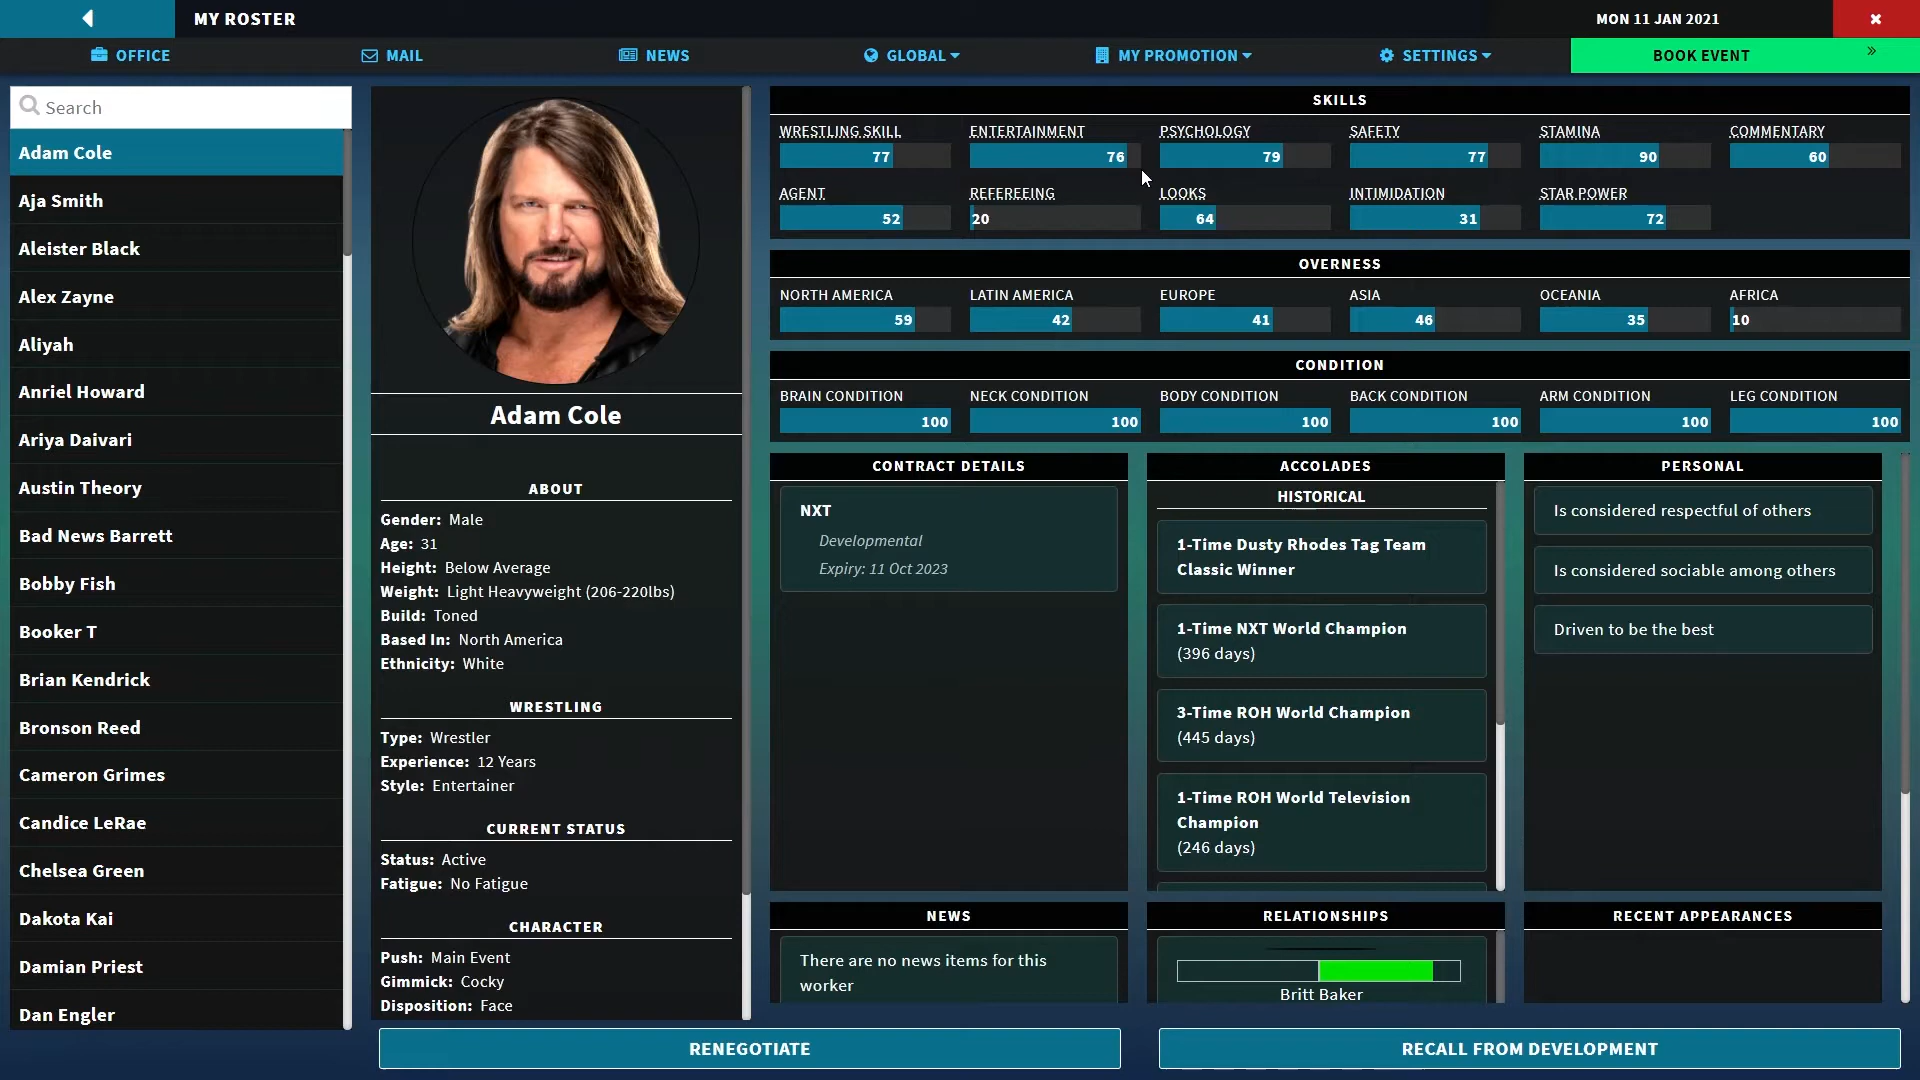 MY ROSTER
MON 11 JAN 2021
OFFICE
MAIL
NEWS
GLOBAL
MY PROMOTION
SETTINGS
BOOK EVENT
Search
Adam Cole
Aja Smith
Aleister Black
Alex Zayne
Aliyah
Anriel Howard
Ariya Daivari
Austin Theory
Bad News Barrett
Bobby Fish
Booker T
Brian Kendrick
Bronson Reed
Cameron Grimes
Candice LeRae
Chelsea Green
Dakota Kai
Damian Priest
Dan Engler
Adam Cole
ABOUT
Gender: Male
Age: 31
Height: Below Average
Weight: Light Heavyweight (206-220lbs)
Build: Toned
Based In: North America
Ethnicity: White
WRESTLING
Type: Wrestler
Experience: 12 Years
Style: Entertainer
CURRENT STATUS
Status: Active
Fatigue: No Fatigue
CHARACTER
Push: Main Event
Gimmick: Cocky
Disposition: Face
SKILLS
WRESTLING SKILL ENTERTAINMENT PSYCHOLOGY SAFETY STAMINA COMMENTARY
77 76 79 77 90 60
AGENT REFEREEING LOOKS INTIMIDATION STAR POWER
52 20 64 31 72
OVERNESS
NORTH AMERICA LATIN AMERICA EUROPE ASIA OCEANIA AFRICA
59 42 41 46 35 10
CONDITION
BRAIN CONDITION NECK CONDITION BODY CONDITION BACK CONDITION ARM CONDITION LEG CONDITION
100 100 100 100 100 100
CONTRACT DETAILS
NXT
Developmental
Expiry: 11 Oct 2023
ACCOLADES
HISTORICAL
1-Time Dusty Rhodes Tag Team
Classic Winner
1-Time NXT World Champion
(396 days)
3-Time ROH World Champion
(445 days)
1-Time ROH World Television
Champion
(246 days)
PERSONAL
Is considered respectful of others
Is considered sociable among others
Driven to be the best
NEWS
There are no news items for this
worker
RELATIONSHIPS
Britt Baker
RECENT APPEARANCES
RENEGOTIATE
RECALL FROM DEVELOPMENT